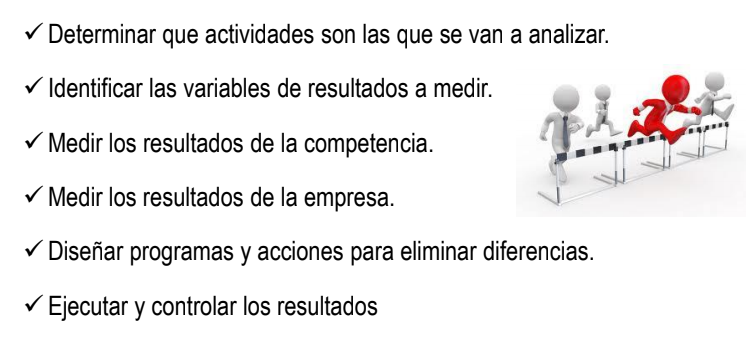 ✓ Determinar que actividades son las que se van a analizar.
✓ Identificar las variables de resultados a medir.
✓ Medir los resultados de la competencia.
✓ Medir los resultados de la empresa.
✓ Diseñar programas y acciones para eliminar diferencias.
✓ Ejecutar y controlar los resultados